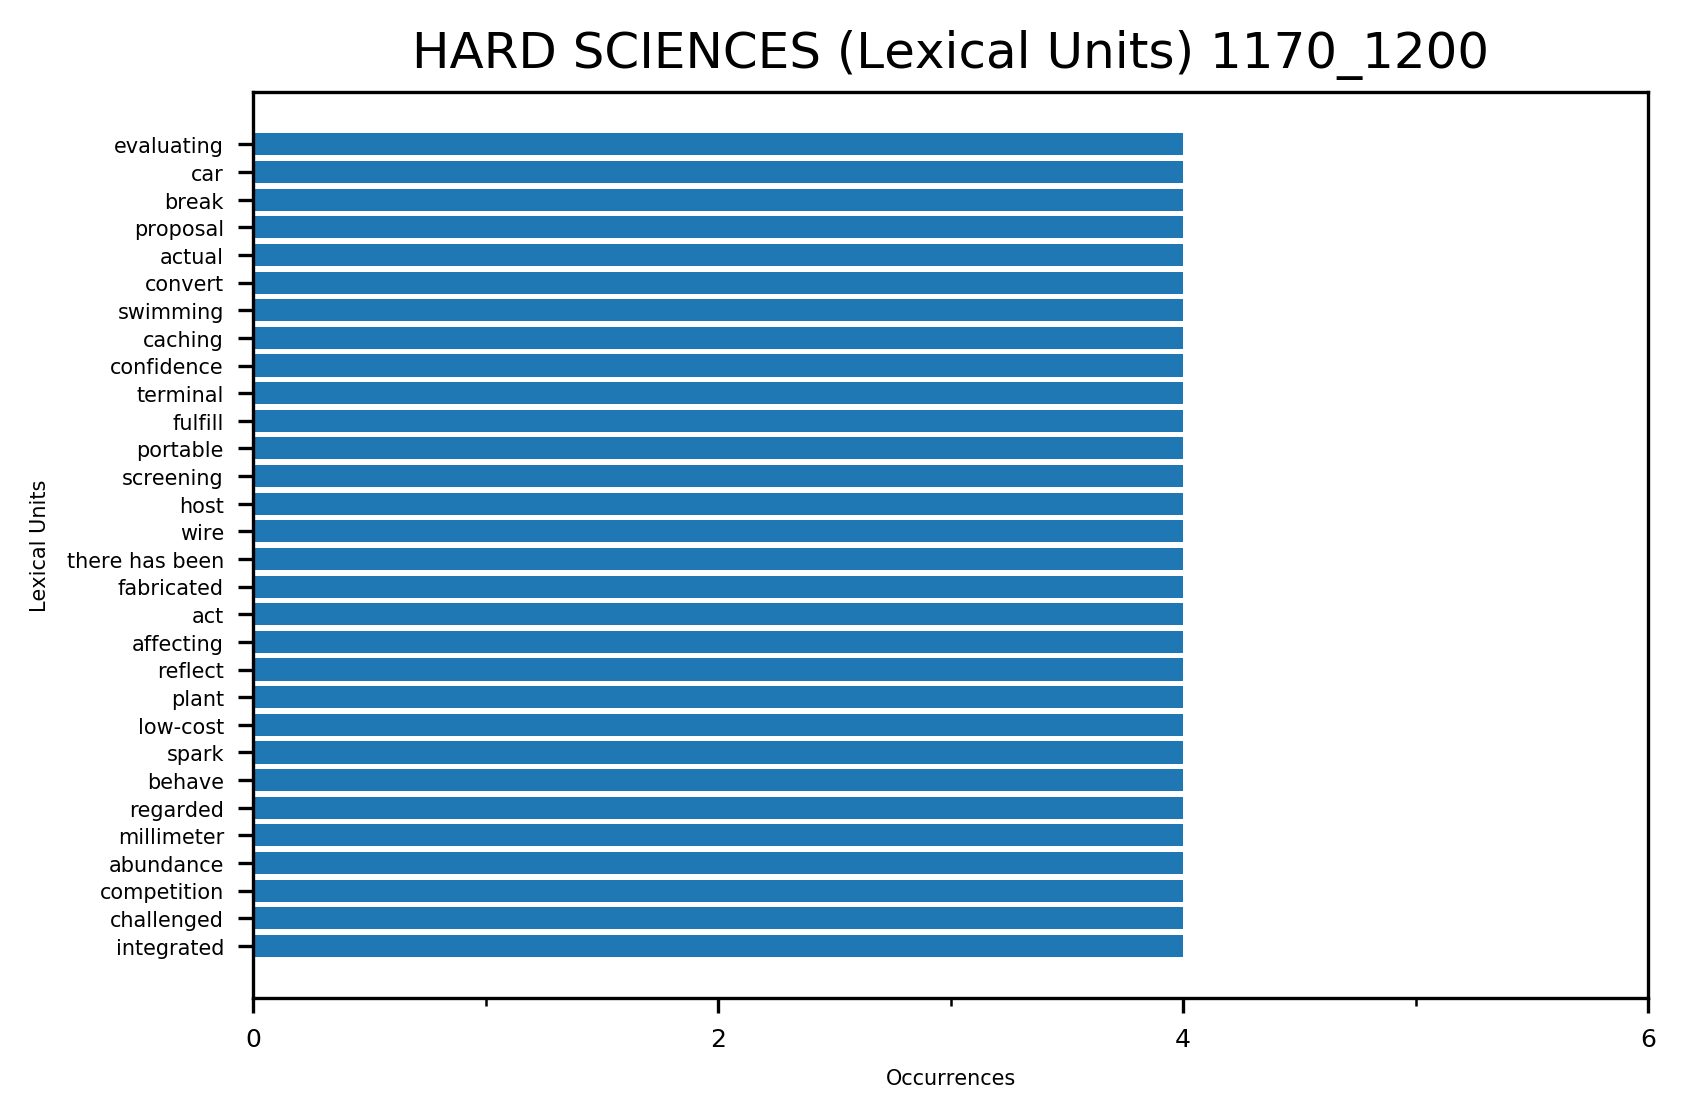 HARD SCIENCES (Lexical Units) 1170_1200
evaluating
car
break
proposal
actual
convert
swimming
caching
confidence
terminal
fulfill
portable
screening
host
wire
there has been
fabricated
act
affecting
reflect
plant
low-cost
spark
behave
regarded
millimeter
abundance
competition
challenged
integrated
Lexical Units
0 2 4 6
Occurrences